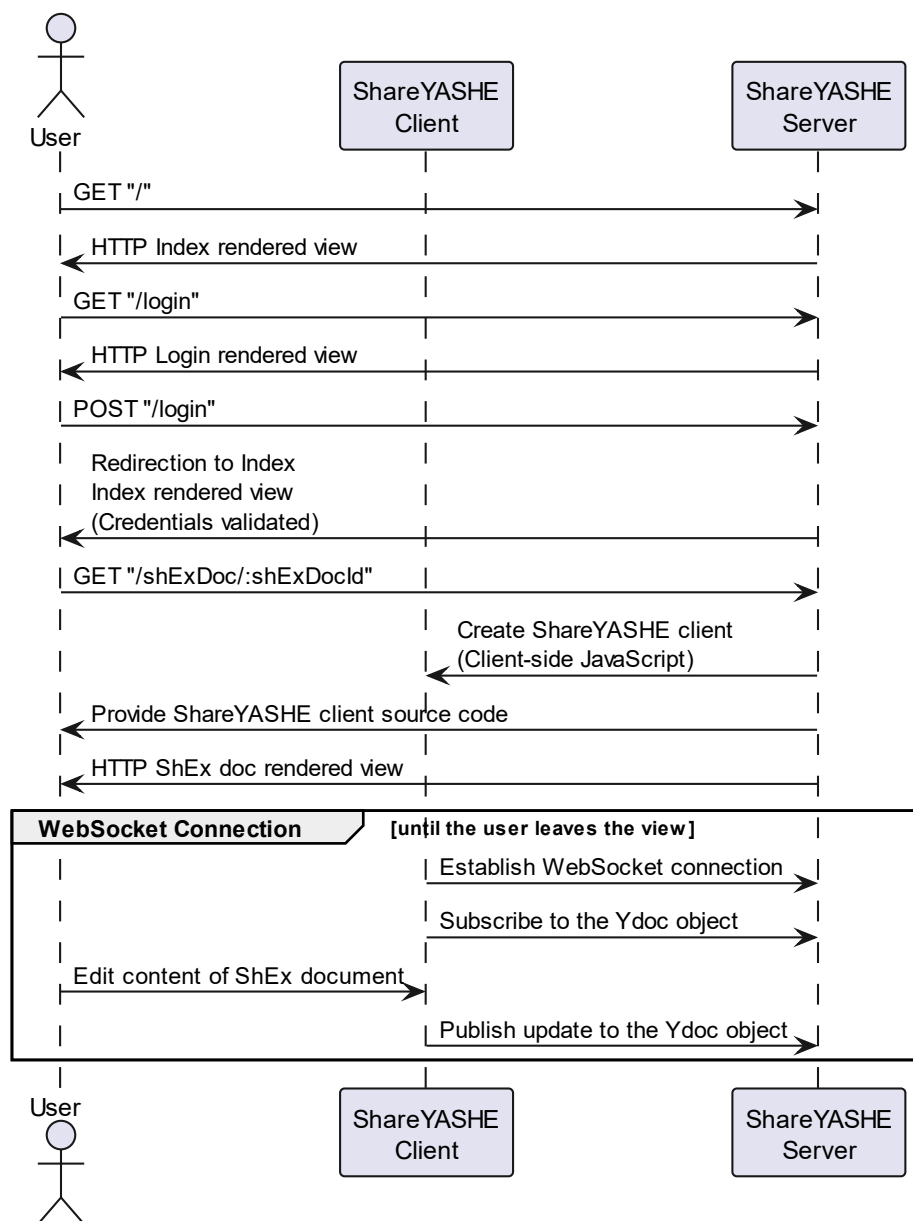 User
ShareYASHE
Client
ShareYASHE
Server
GET "/"
HTTP Index rendered view
GET "/login"
HTTP Login rendered view
POST "/login"
Redirection to Index
Index rendered view
(Credentials validated)
GET "/shExDoc/:shExDocId"
Create ShareYASHE client
(Client-side JavaScript)
Provide ShareYASHE client source code
HTTP ShEx doc rendered view
WebSocket Connection [until the user leaves the view]
Establish WebSocket connection
Subscribe to the Ydoc object
Edit content of ShEx document
Publish update to the Ydoc object
User
ShareYASHE
Client
ShareYASHE
Server